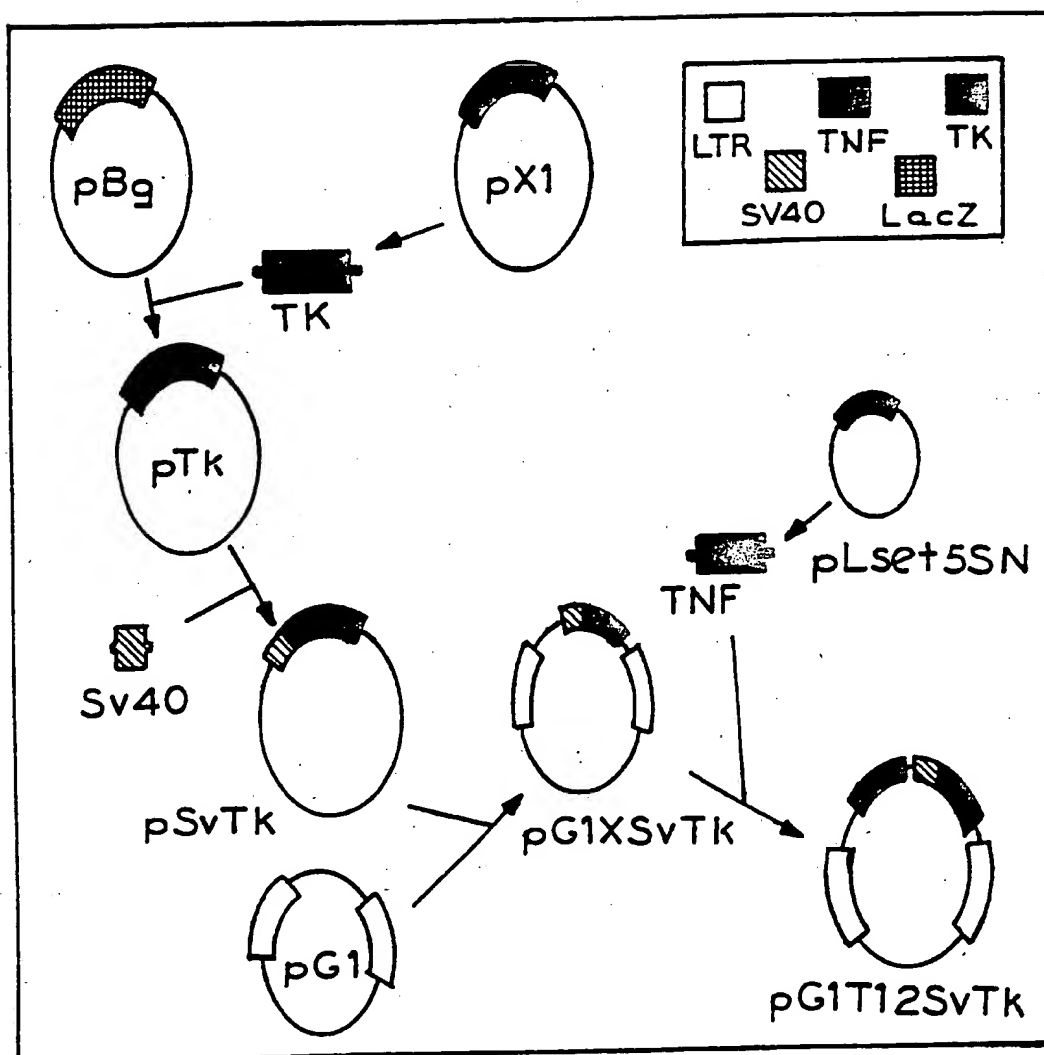 pBg
pX1
LTR
TNF
TK
SV40
LacZ
TK
pTk
pLset5SN
TNF
Sv40
pSvTk
pG1XSvTk
pG1
pG1T12SvTk